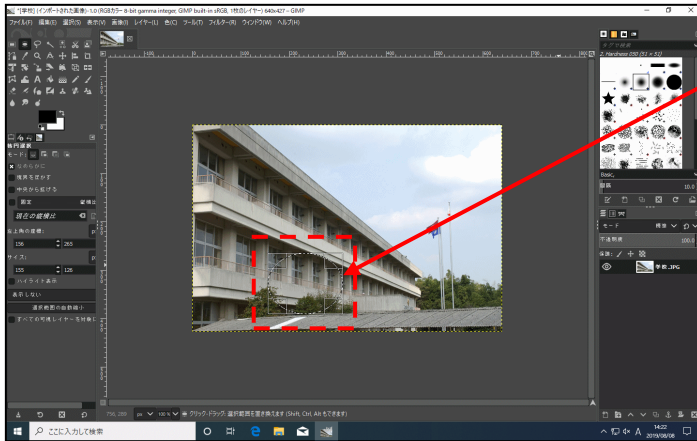 *[学校] (インポートされた画像)-1.0 (RGBカラー 8-bit gamma integer, GIMP built-in sRGB, 1枚のレイヤー) 640x427 – GIMP
ファイル(F) 編集(E) 選択(S) 表示(V) 画像(I) レイヤー(L) 色(C) ツール(T) フィルター(R) ウィンドウ(W) ヘルプ(H)
タグで検索
2. Hardness 050 (51 × 51)
Basic,
間隔 10.0
楕円選択
モード:
なめらかに
境界をぼかす
中央から拡げる
固定 縦横比
現在の縦横比
左上角の座標:
156 265
サイズ:
155 126
ハイライト表示
表示しない
選択範囲の自動縮小
すべての可視レイヤーを対象に
モード 標準
不透明度 100.0
保護:
学校.JPG
756, 289 px 100 % クリック-ドラッグ: 選択範囲を置き換えます (Shift, Ctrl, Alt もできます)
ここに入力して検索
A 14:22
2019/08/08